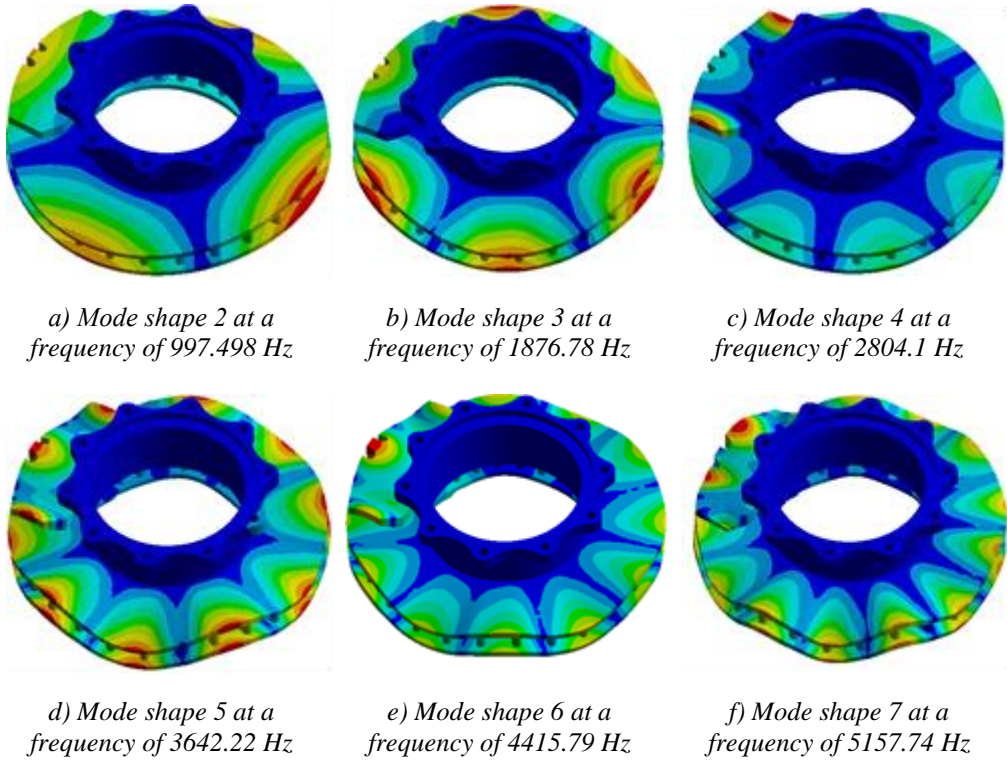 a) Mode shape 2 at a
frequency of 997.498 Hz
b) Mode shape 3 at a
frequency of 1876.78 Hz
c) Mode shape 4 at a
frequency of 2804.1 Hz
d) Mode shape 5 at a
frequency of 3642.22 Hz
e) Mode shape 6 at a
frequency of 4415.79 Hz
f) Mode shape 7 at a
frequency of 5157.74 Hz